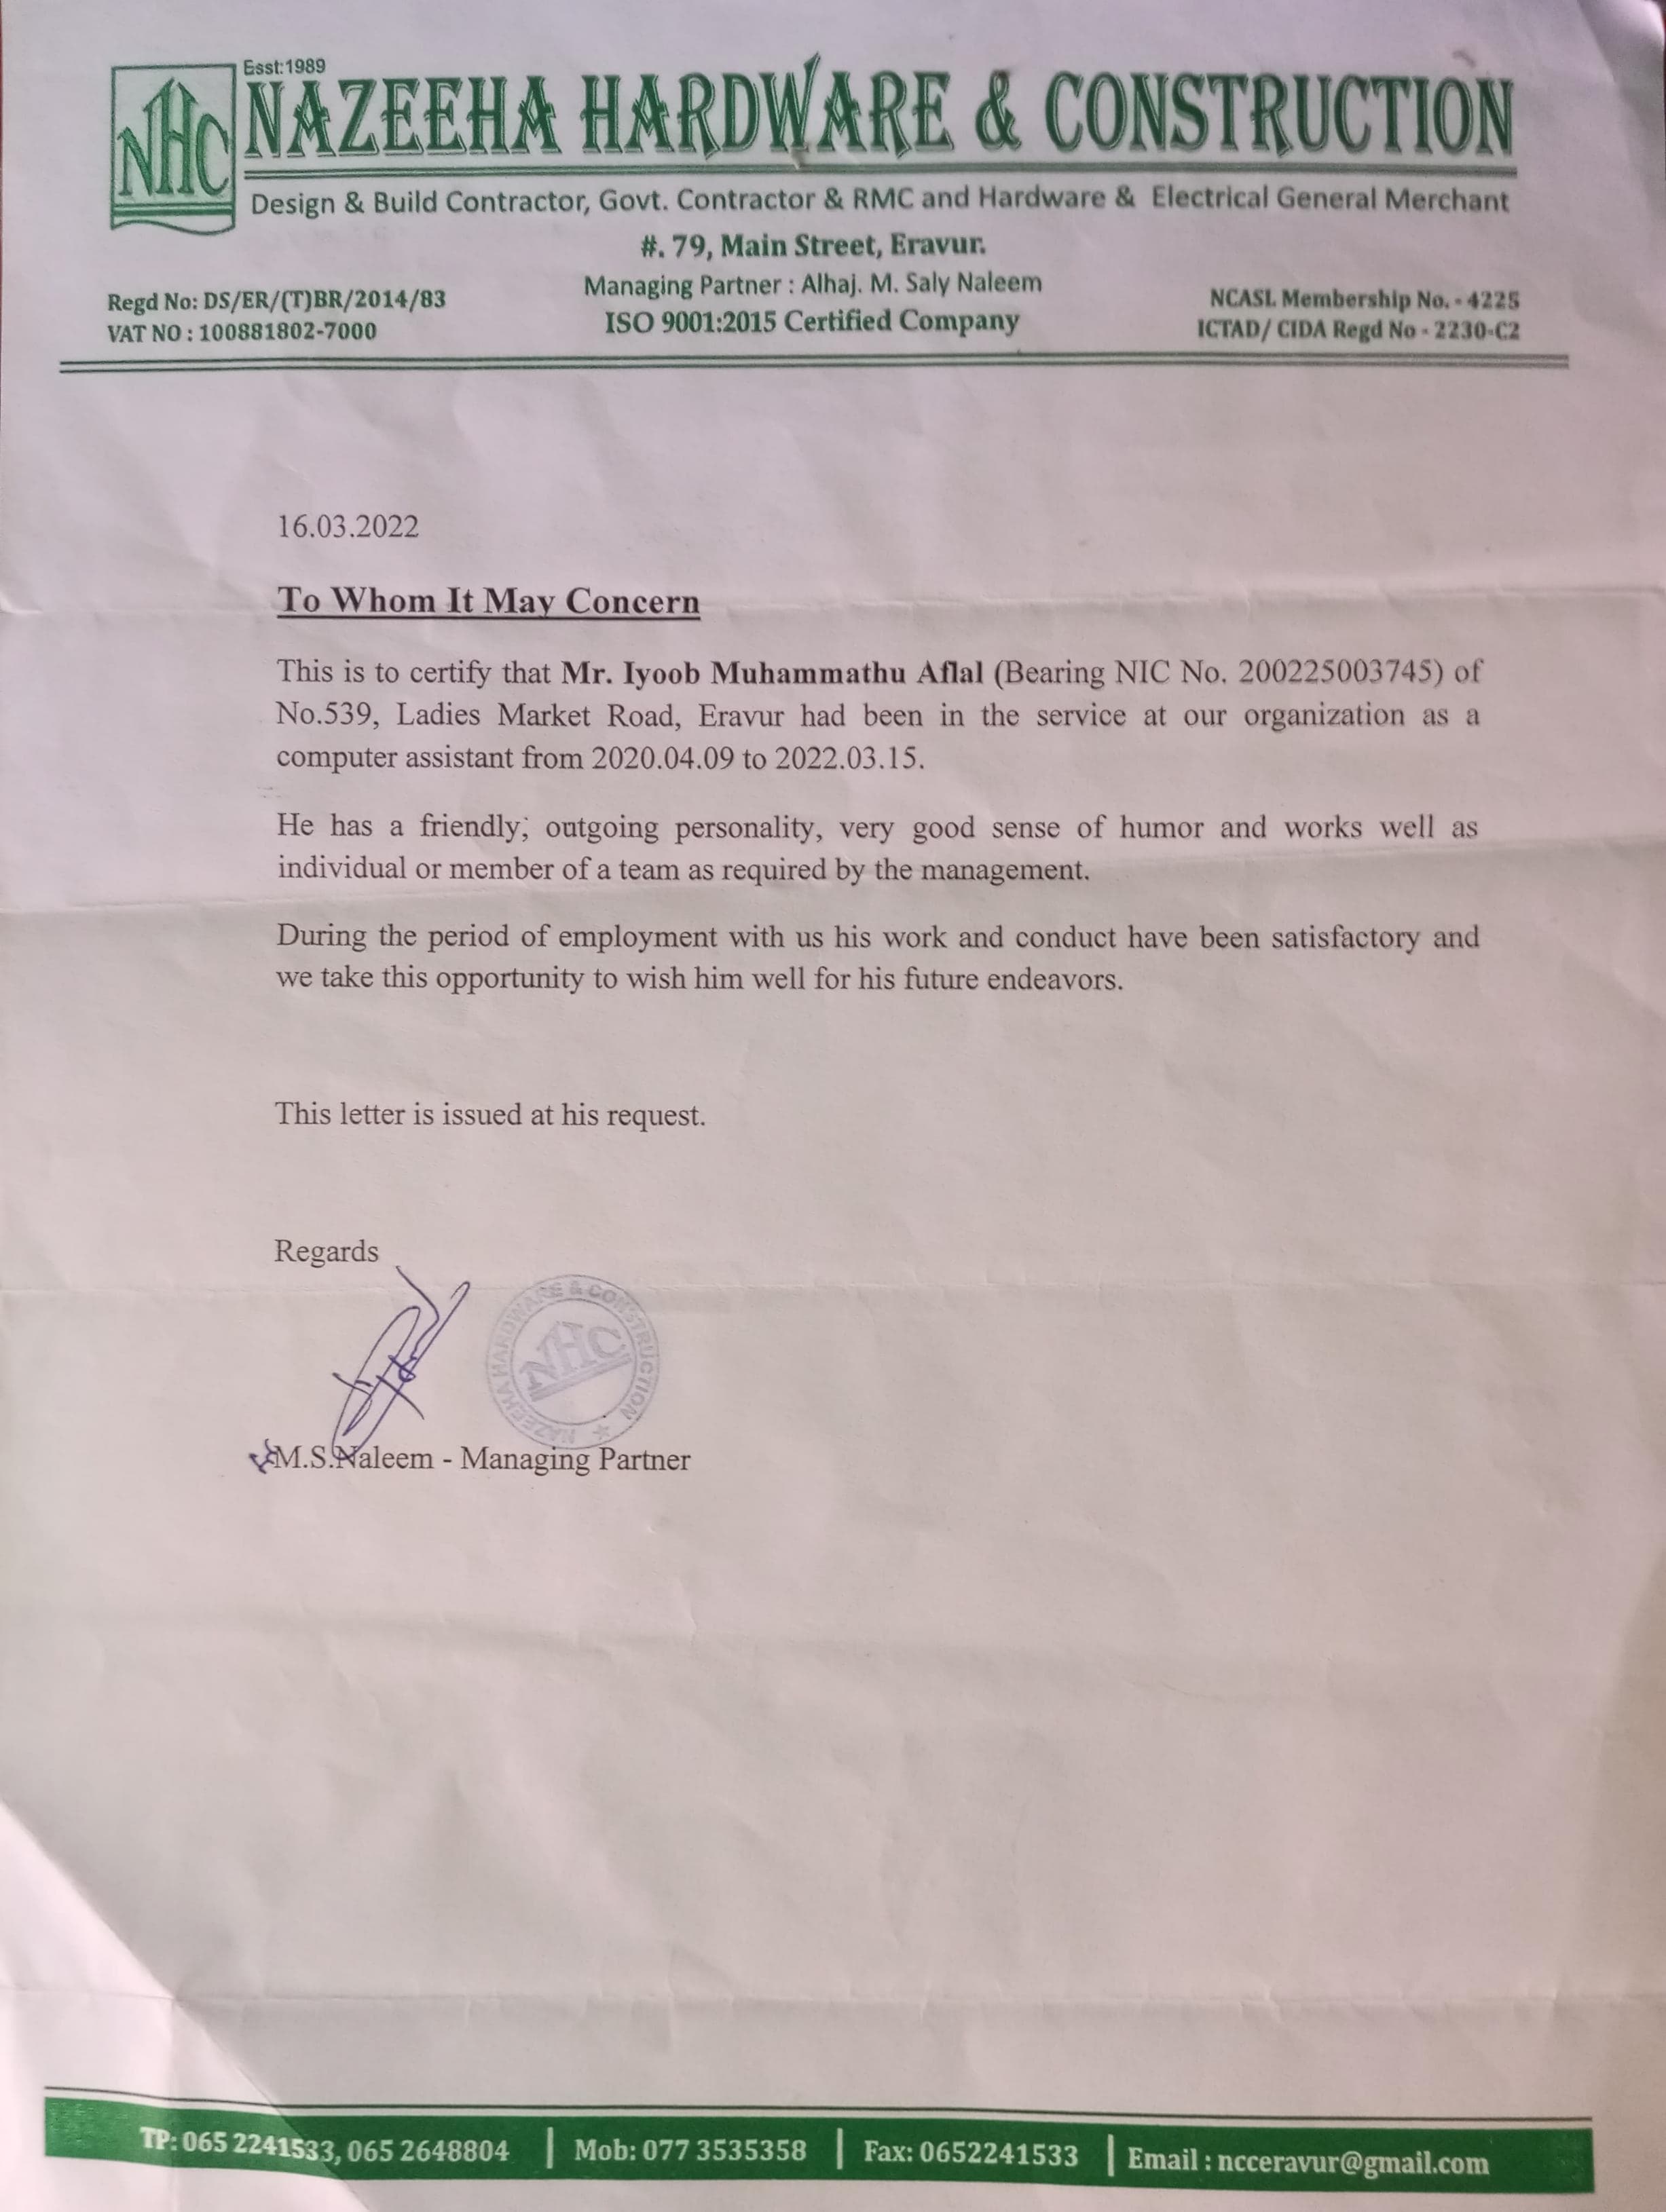 Esst:1989
NHC
NAZEEHA HARDWARE & CONSTRUCTION
Design & Build Contractor, Govt. Contractor & RMC and Hardware & Electrical General Merchant
#. 79, Main Street, Eravur.
Managing Partner : Alhaj. M. Saly Naleem
ISO 9001:2015 Certified Company
Regd No: DS/ER/(T)BR/2014/83
VAT NO : 100881802-7000
NCASL Membership No. - 4225
ICTAD/ CIDA Regd No - 2230-C2
16.03.2022
To Whom It May Concern
This is to certify that Mr. Iyoob Muhammathu Aflal (Bearing NIC No. 200225003745) of
No.539, Ladies Market Road, Eravur had been in the service at our organization as a
computer assistant from 2020.04.09 to 2022.03.15.
He has a friendly; outgoing personality, very good sense of humor and works well as
individual or member of a team as required by the management.
During the period of employment with us his work and conduct have been satisfactory and
we take this opportunity to wish him well for his future endeavors.
This letter is issued at his request.
Regards
NAZEEHA HARDWARE & CONSTRUCTION
NHC
M.S.Naleem - Managing Partner
TP: 065 2241533, 065 2648804 | Mob: 077 3535358 | Fax: 0652241533 | Email : ncceravur@gmail.com